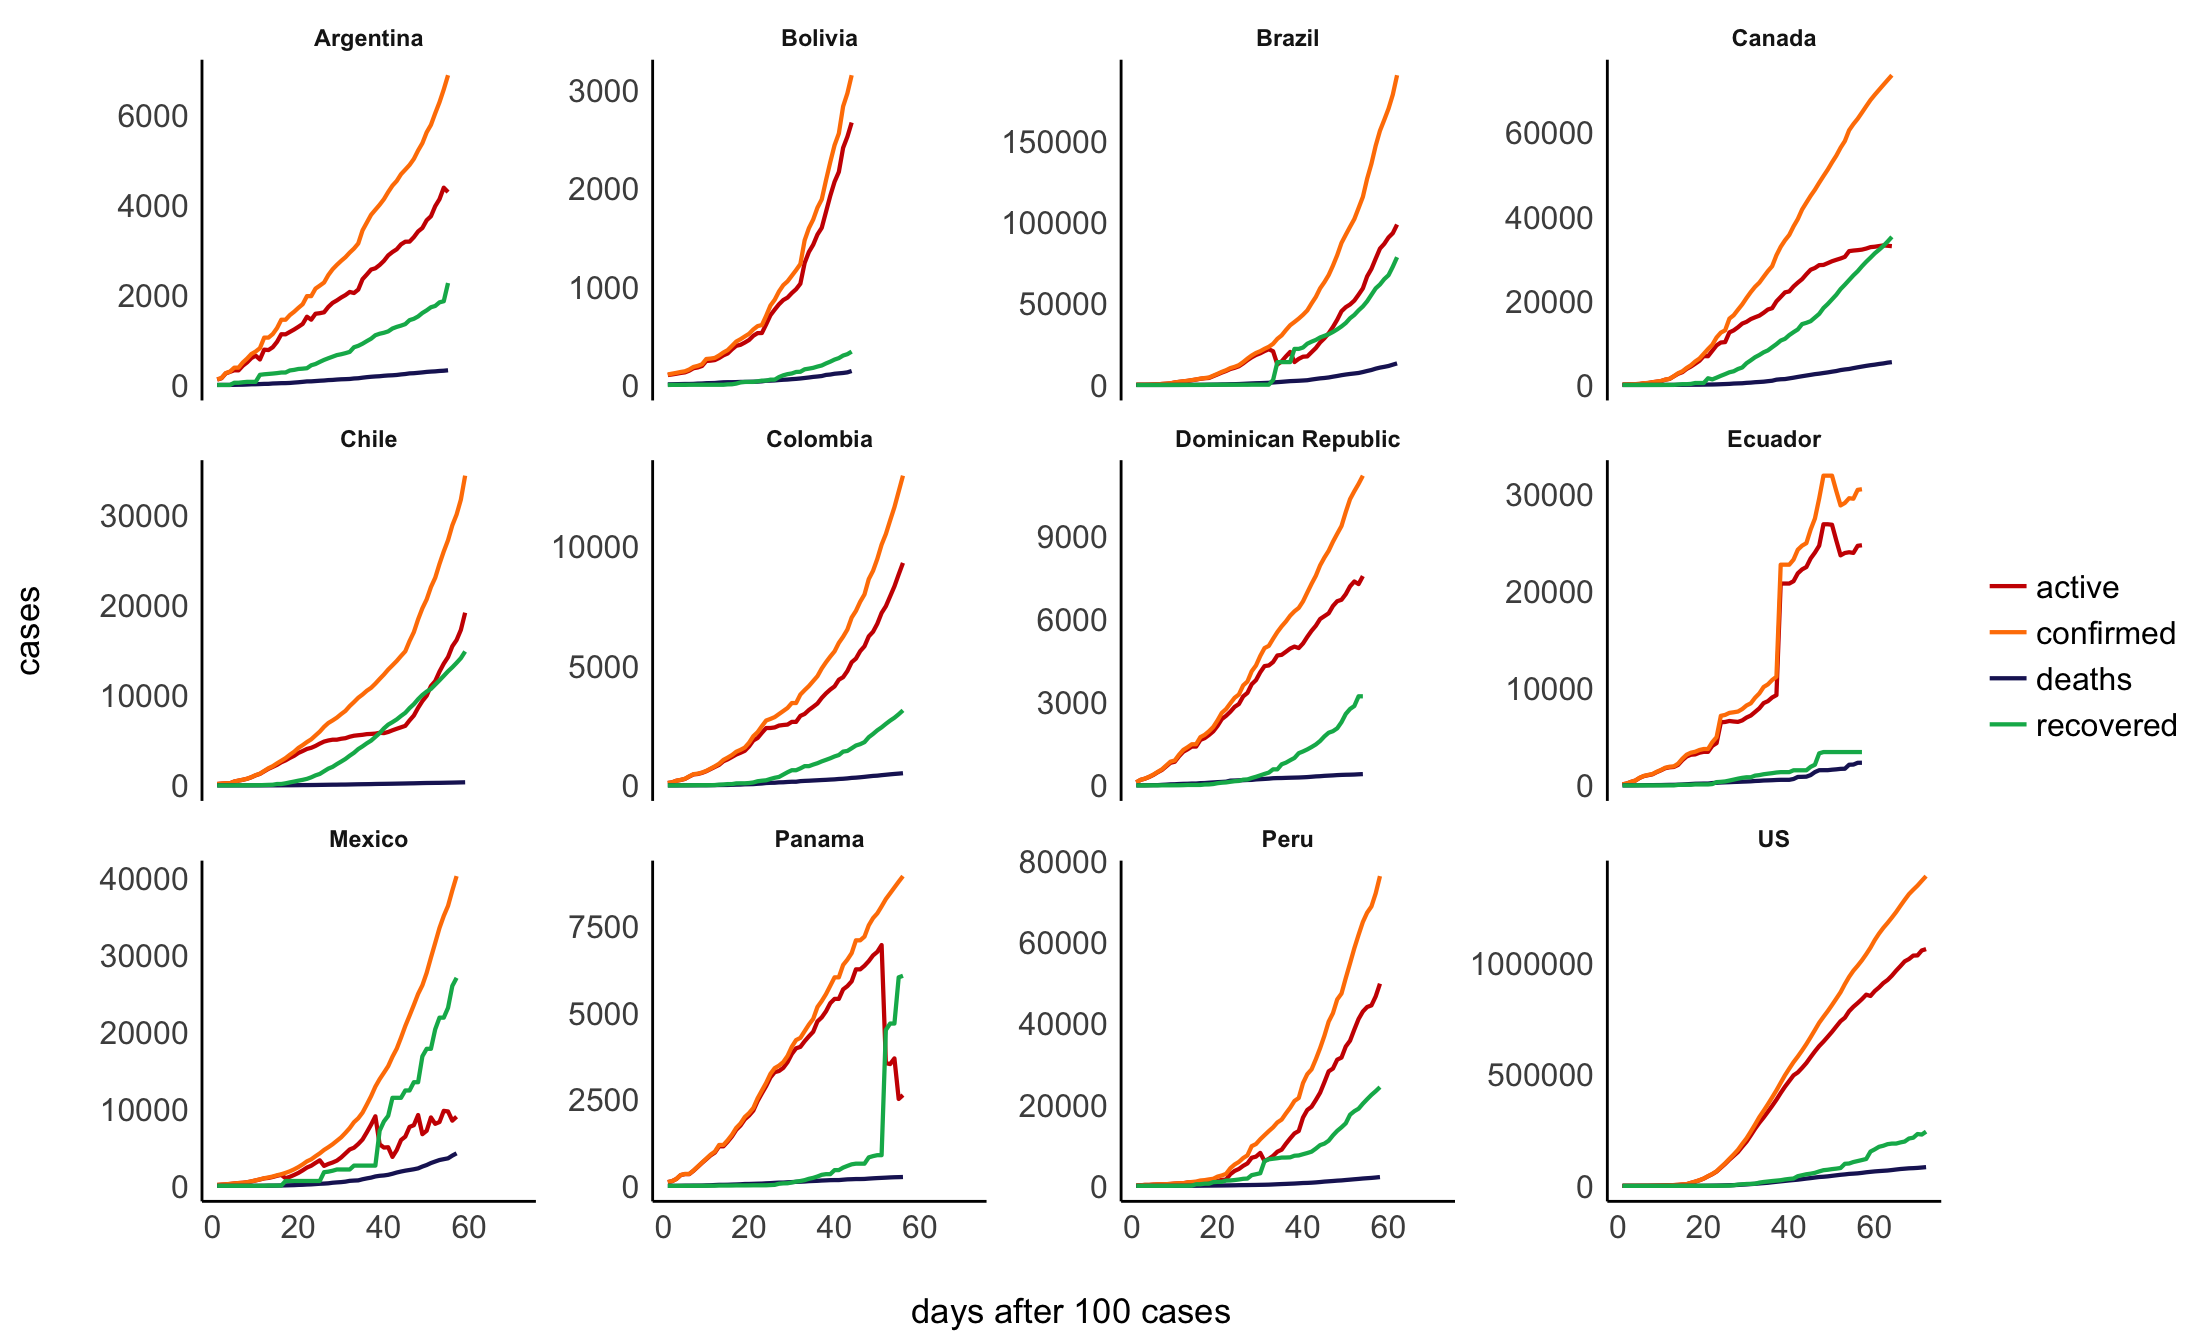 Argentina
Bolivia
Brazil
Canada
6000
4000
2000
0
3000
2000
1000
0
150000
100000
50000
0
60000
40000
20000
0
Chile
Colombia
Dominican Republic
Ecuador
30000
20000
10000
0
10000
5000
0
9000
6000
3000
0
30000
20000
10000
0
cases
active
confirmed
deaths
recovered
Mexico
Panama
Peru
US
40000
30000
20000
10000
0
7500
5000
2500
0
80000
60000
40000
20000
0
1000000
500000
0
0 20 40 60
0 20 40 60
0 20 40 60
0 20 40 60
days after 100 cases